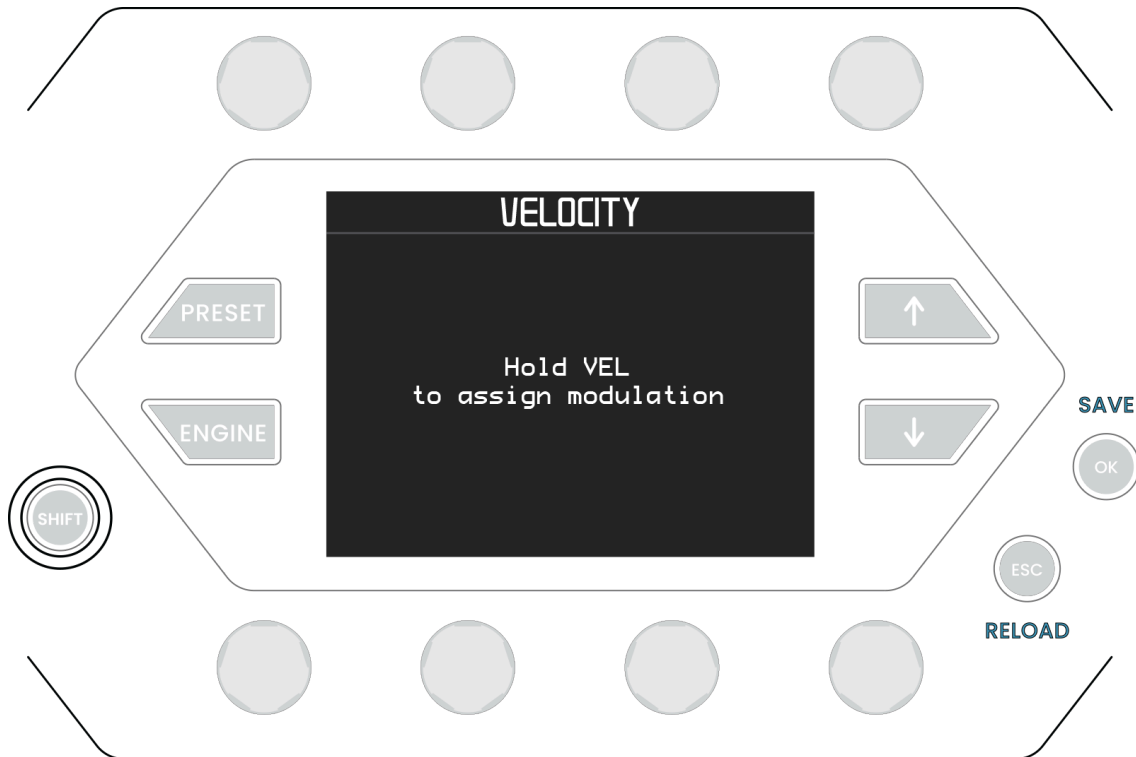 VELOCITY
PRESET
↑
Hold VEL
to assign modulation
SAVE
ENGINE
↓
OK
SHIFT
ESC
RELOAD